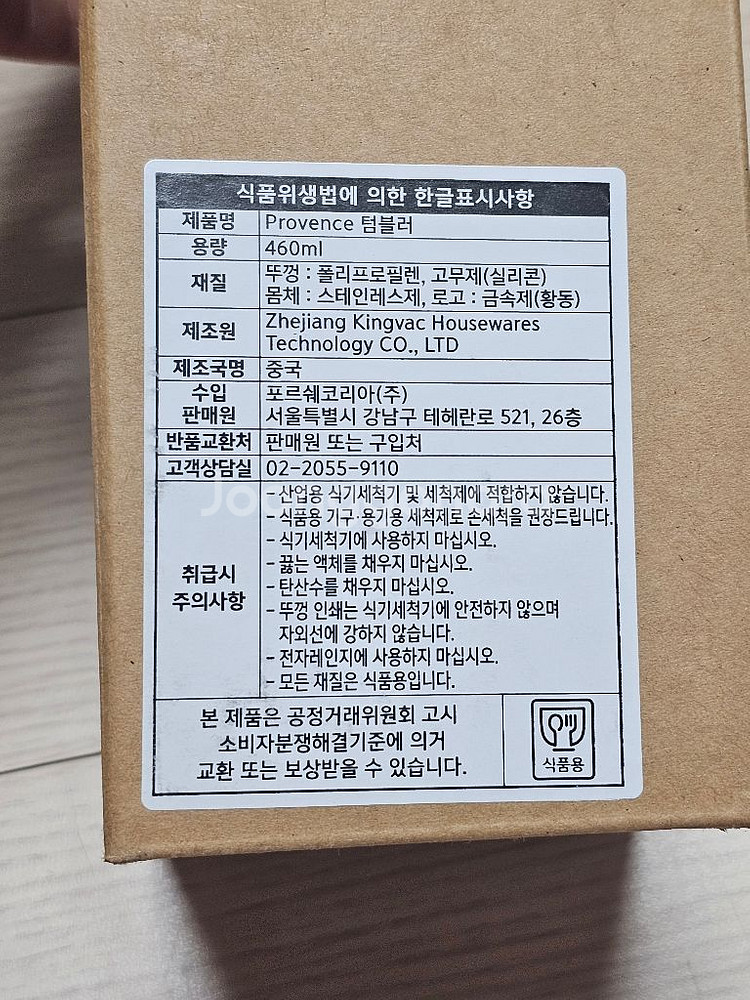 식품위생법에 의한 한글표시사항
제품명 Provence 텀블러
용량 460ml
재질 뚜껑 : 폴리프로필렌, 고무제(실리콘)
몸체 : 스테인레스제, 로고 : 금속제(황동)
제조원 Zhejiang Kingvac Housewares
Technology CO., LTD
제조국명 중국
수입 판매원 포르쉐코리아(주)
서울특별시 강남구 테헤란로 521, 26층
반품교환처 판매원 또는 구입처
고객상담실 02-2055-9110
취급시 주의사항
- 산업용 식기세척기 및 세척제에 적합하지 않습니다.
- 식품용 기구 용기용 세척제로 손세척을 권장드립니다.
- 식기세척기에 사용하지 마십시오.
- 끓는 액체를 채우지 마십시오.
- 탄산수를 채우지 마십시오.
- 뚜껑 인쇄는 식기세척기에 안전하지 않으며
자외선에 강하지 않습니다.
- 전자레인지에 사용하지 마십시오.
- 모든 재질은 식품용입니다.
본 제품은 공정거래위원회 고시
소비자분쟁해결기준에 의거
교환 또는 보상받을 수 있습니다.
식품용